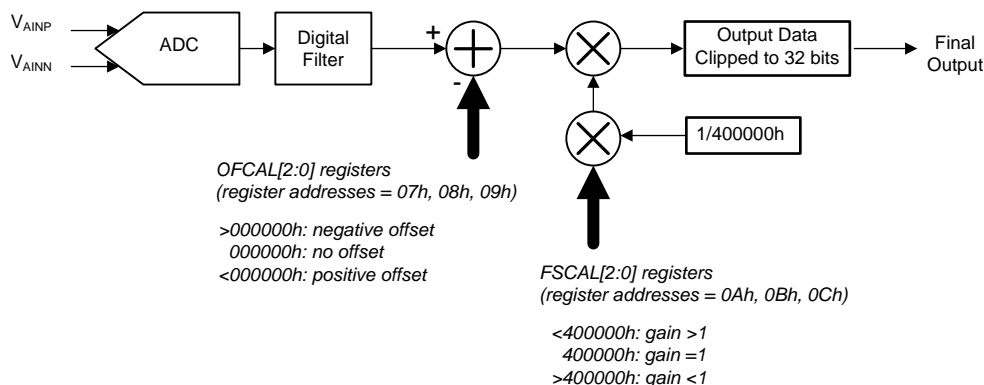 V_AINP
V_AINN
ADC
Digital
Filter
+
-
Output Data
Clipped to 32 bits
Final
Output
1/400000h
OFCAL[2:0] registers
(register addresses = 07h, 08h, 09h)
>000000h: negative offset
000000h: no offset
<000000h: positive offset
FSCAL[2:0] registers
(register addresses = 0Ah, 0Bh, 0Ch)
<400000h: gain >1
400000h: gain =1
>400000h: gain <1